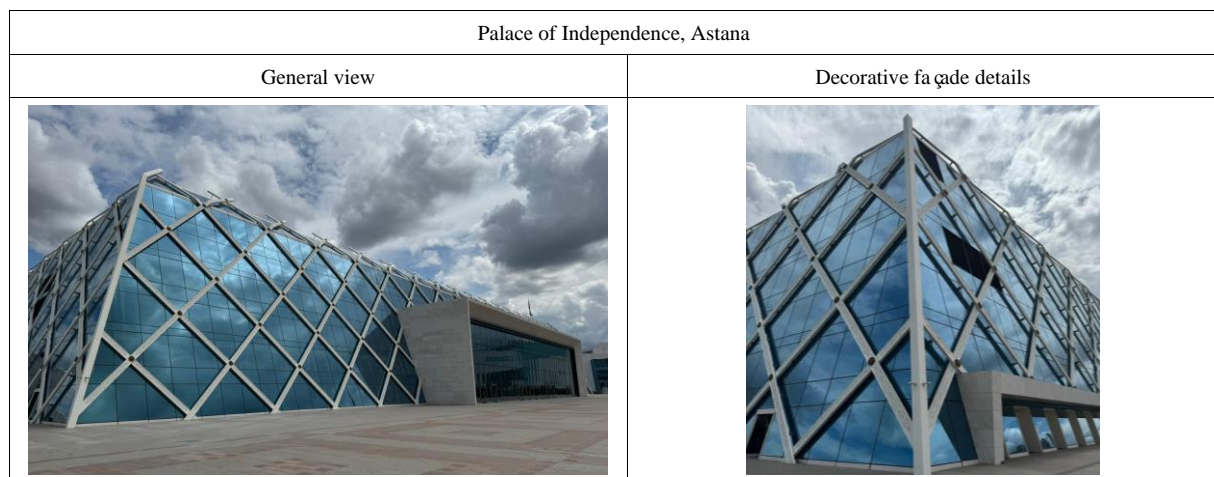 Palace of Independence, Astana
General view
Decorative façade details